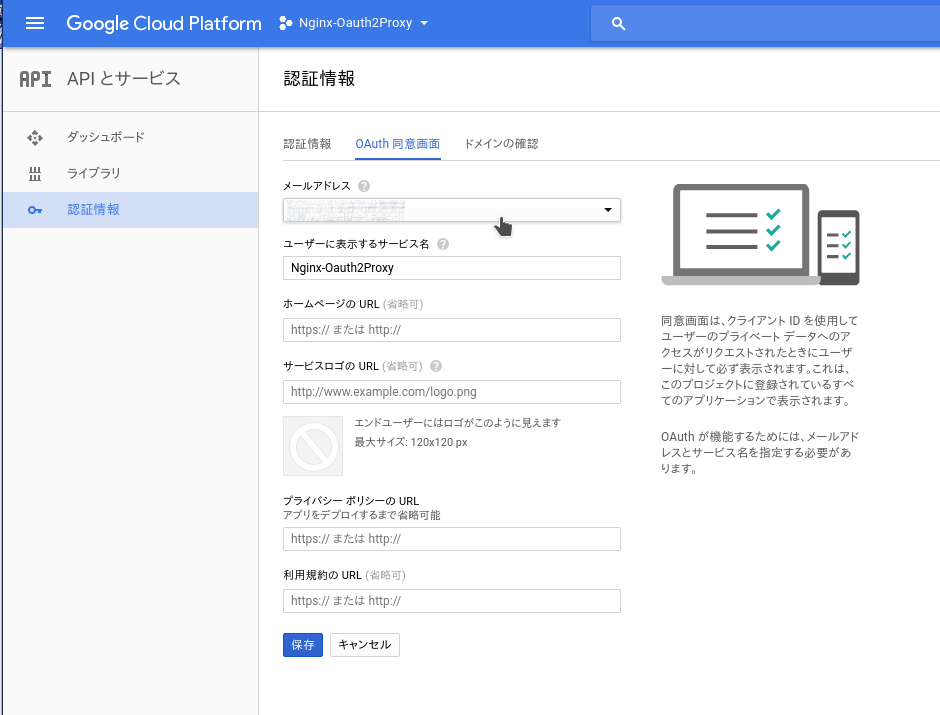 Google Cloud Platform
Nginx-Oauth2Proxy
API
API とサービス
ダッシュボード
ライブラリ
認証情報
認証情報
認証情報
OAuth 同意画面
ドメインの確認
メールアドレス ?
ユーザーに表示するサービス名 ?
Nginx-Oauth2Proxy
ホームページの URL (省略可)
https:// または http://
サービスロゴの URL (省略可) ?
http://www.example.com/logo.png
エンドユーザーにはロゴがこのように見えます
最大サイズ: 120x120 px
プライバシー ポリシーの URL
アプリをデプロイするまで省略可能
https:// または http://
利用規約の URL (省略可)
https:// または http://
保存
キャンセル
同意画面は、クライアント ID を使用して
ユーザーのプライベート データへのア
クセスがリクエストされたときにユーザ
ーに対して必ず表示されます。これは、
このプロジェクトに登録されているすべ
てのアプリケーションで表示されます。
OAuth が機能するためには、メールアド
レスとサービス名を指定する必要があ
ります。